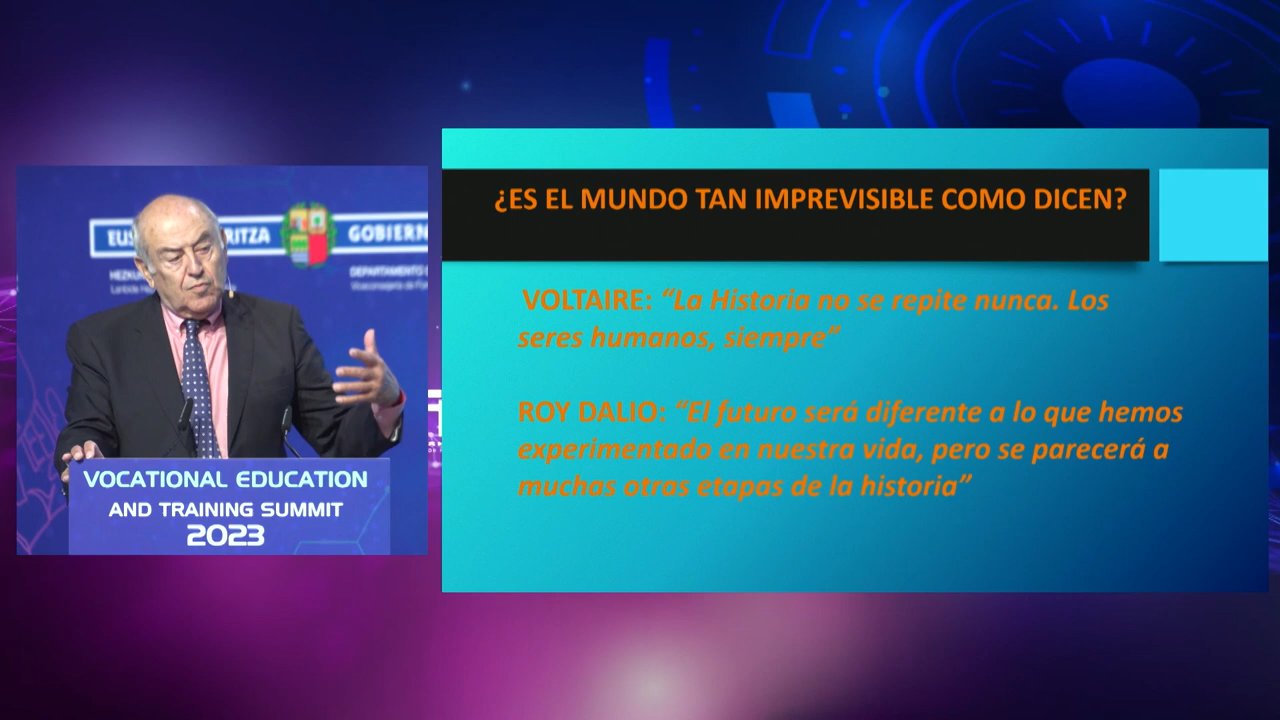 EUS RITZA
GOBIERN
HEZKU
DEPARTAMENTO
VOCATIONAL EDUCATION
AND TRAINING SUMMIT
2023
¿ES EL MUNDO TAN IMPREVISIBLE COMO DICEN?
VOLTAIRE: “La Historia no se repite nunca. Los
seres humanos, siempre”
ROY DALIO: “El futuro será diferente a lo que hemos
experimentado en nuestra vida, pero se parecerá a
muchas otras etapas de la historia”